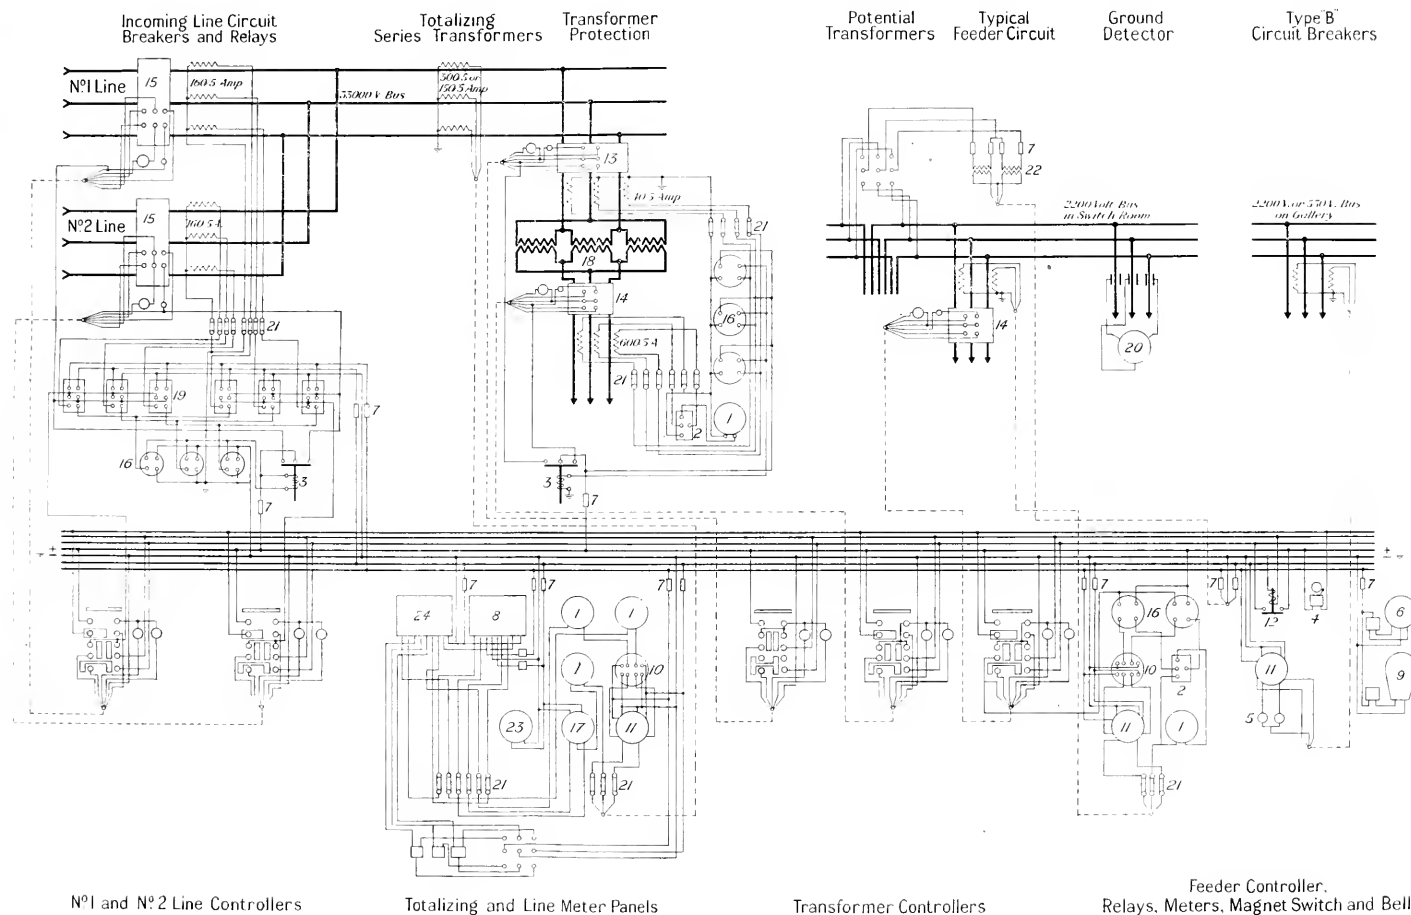 Incoming Line Circuit
Breakers and Relays
Totalizing
Series Transformers
Transformer
Protection
Potential
Transformers
Typical
Feeder Circuit
Ground
Detector
Type "B"
Circuit Breakers
Nº1 Line
15
160:5 Amp
33000 V Bus
300:5 or
150:5 Amp
13
40:5 Amp
7
22
2200 Volt Bus
in Switch Room
2200 V. or 550 V. Bus
on Gallery
Nº2 Line
15
160:5 A
21
18
14
16
14
20
21
600:5 A
21
19
7
2
1
16
3
7
3
7
+
-
+
-
7
7
7
7
7
7
24
8
1
1
16
12
4
6
1
10
10
2
11
9
23
17
11
11
1
5
21
21
21
Nº1 and Nº2 Line Controllers
Totalizing and Line Meter Panels
Transformer Controllers
Feeder Controller,
Relays, Meters, Magnet Switch and Bell